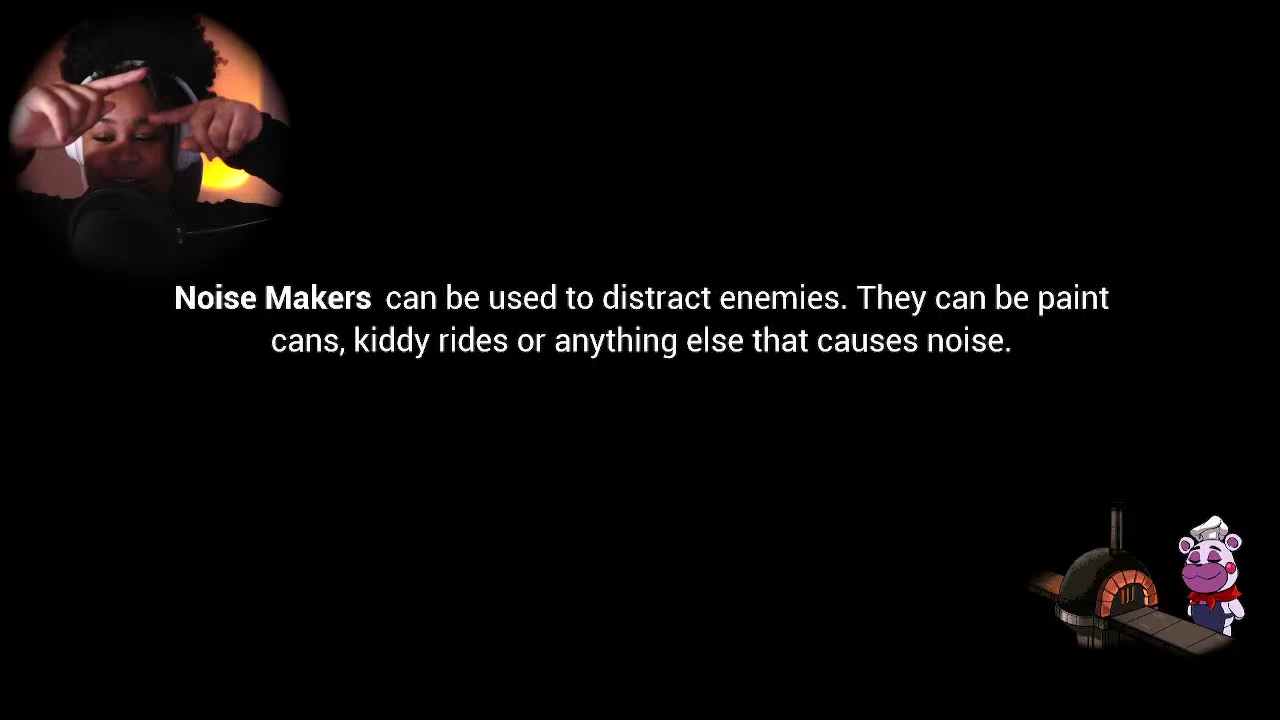 Noise Makers can be used to distract enemies. They can be paint
cans, kiddy rides or anything else that causes noise.